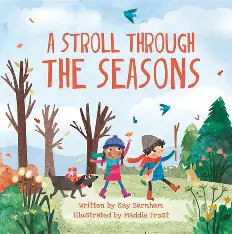 A STROLL THROUGH
THE SEASONS
Written by Kay Barnham
Illustrated by Maddie Frost